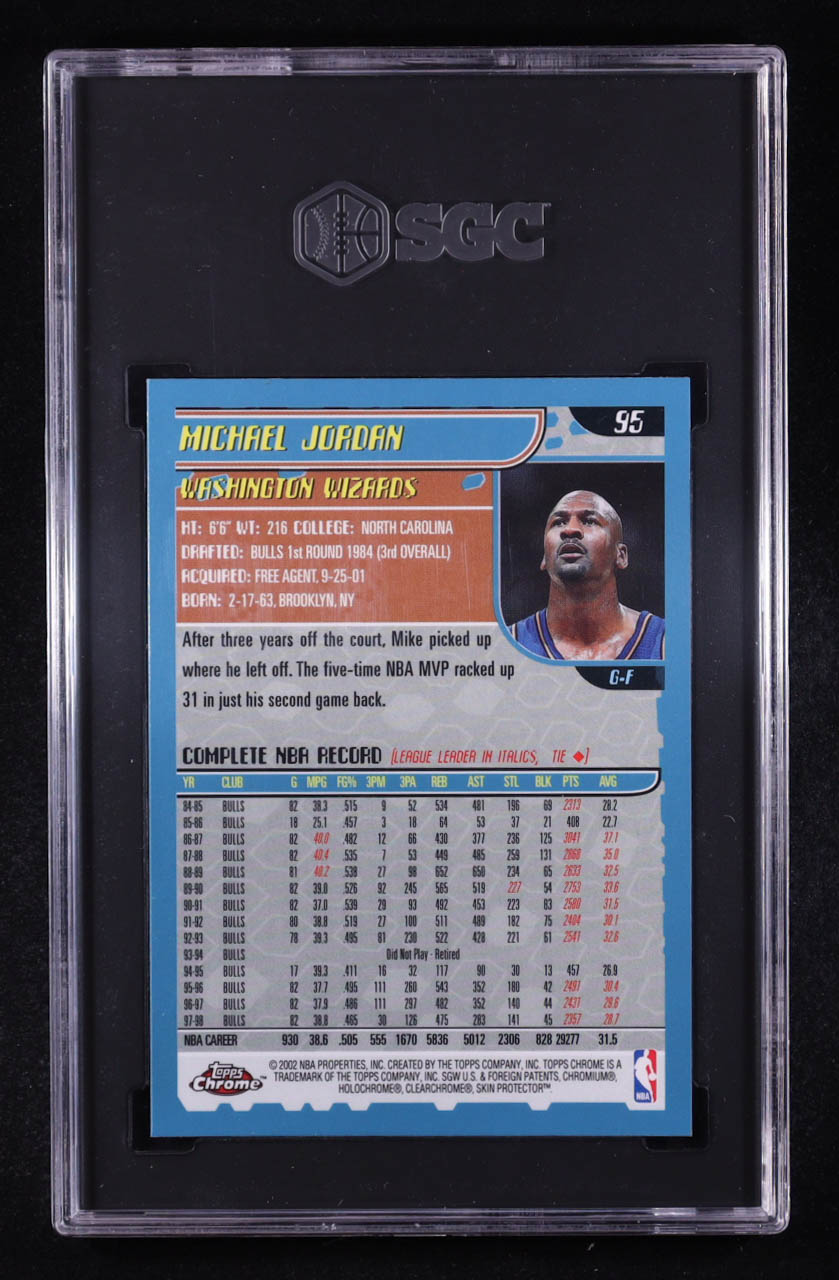 SGC
MICHAEL JORDAN
95
WASHINGTON WIZARDS
HT: 6'6" WT: 216 COLLEGE: NORTH CAROLINA
DRAFTED: BULLS 1st ROUND 1984 (3rd OVERALL)
ACQUIRED: FREE AGENT, 9-25-01
BORN: 2-17-63, BROOKLYN, NY
G-F
After three years off the court, Mike picked up
where he left off. The five-time NBA MVP racked up
31 in just his second game back.
COMPLETE NBA RECORD (LEAGUE LEADER IN ITALICS, TIE ◆)
YR CLUB G MPG FG% 3PM 3PA REB AST STL BLK PTS AVG
84-85 BULLS 82 38.3 .515 9 52 534 481 196 69 2313 28.2
85-86 BULLS 18 25.1 .457 3 18 64 53 37 21 408 22.7
86-87 BULLS 82 40.0 .482 12 66 430 377 236 125 3041 37.1
87-88 BULLS 82 40.4 .535 7 53 449 485 259 131 2868 35.0
88-89 BULLS 81 40.2 .538 27 98 652 650 234 65 2633 32.5
89-90 BULLS 82 39.0 .526 92 245 565 519 227 54 2753 33.6
90-91 BULLS 82 37.0 .539 29 93 492 453 223 83 2580 31.5
91-92 BULLS 80 38.8 .519 27 100 511 489 182 75 2404 30.1
92-93 BULLS 78 39.3 .495 81 230 522 428 221 61 2541 32.6
93-94 BULLS Did Not Play - Retired
94-95 BULLS 17 39.3 .411 16 32 117 90 30 13 457 26.9
95-96 BULLS 82 37.7 .495 111 260 543 352 180 42 2491 30.4
96-97 BULLS 82 37.9 .486 111 297 482 352 140 44 2431 29.6
97-98 BULLS 82 38.8 .465 30 126 475 283 141 45 2357 28.7
NBA CAREER 930 38.6 .505 555 1670 5836 5012 2306 828 29277 31.5
Topps Chrome™
© 2002 NBA PROPERTIES, INC. CREATED BY THE TOPPS COMPANY, INC. TOPPS CHROME IS A
TRADEMARK OF THE TOPPS COMPANY, INC. SGW U.S. & FOREIGN PATENTS, CHROMIUM®,
HOLOCHROME®, CLEARCHROME®, SKIN PROTECTOR™.
NBA